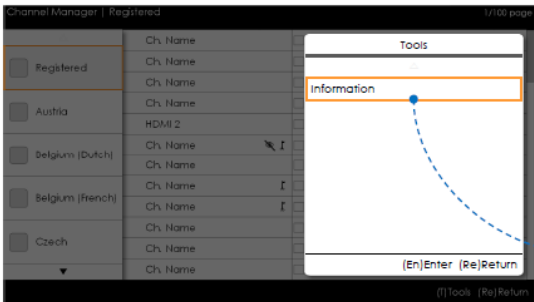 Channel Manager | Registered
1/100 page
Registered
Austria
Belgium (Dutch)
Belgium (French)
Czech
Ch. Name
Ch. Name
Ch. Name
Ch. Name
HDMI 2
Ch. Name
Ch. Name
Ch. Name
Ch. Name
Ch. Name
Ch. Name
Ch. Name
Tools
Information
(En)Enter (Re)Return
(T)Tools (Re)Return